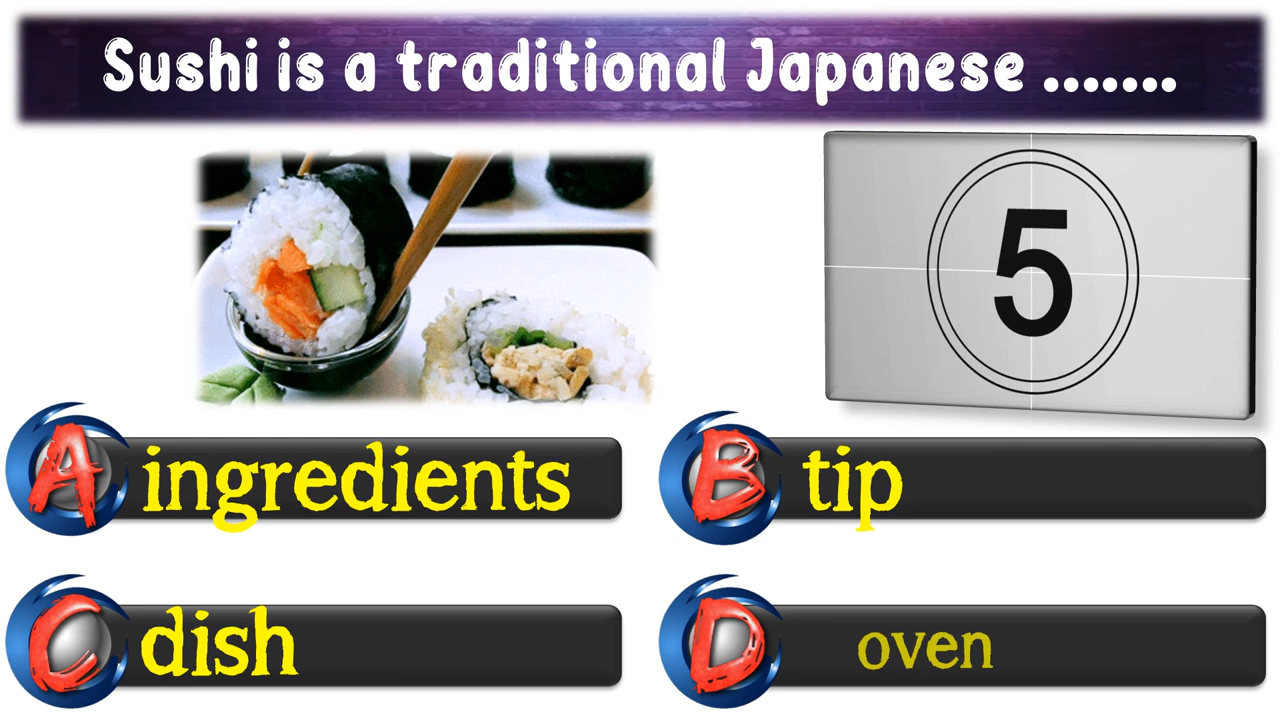 Sushi is a traditional Japanese .......
5
A ingredients
B tip
C dish
D oven